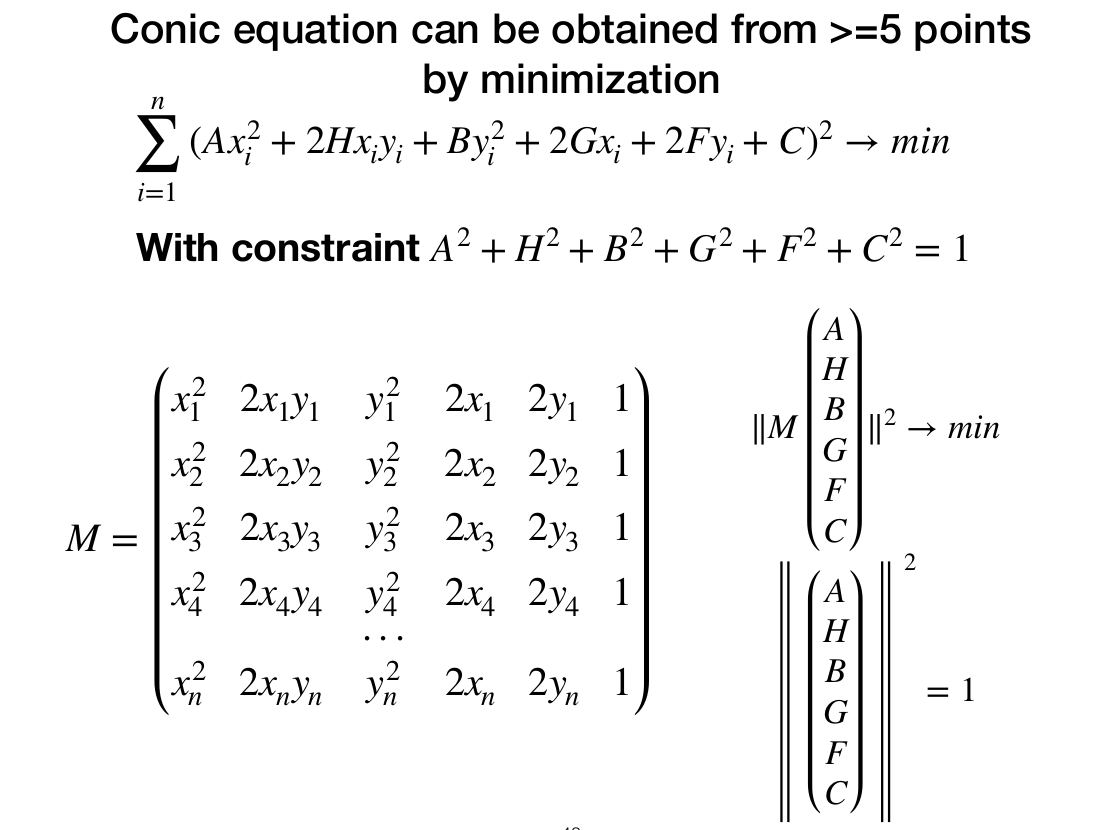 Conic equation can be obtained from >=5 points
by minimization
\sum_{i=1}^{n} (Ax_i^2 + 2Hx_iy_i + By_i^2 + 2Gx_i + 2Fy_i + C)^2 → min
With constraint A^2 + H^2 + B^2 + G^2 + F^2 + C^2 = 1
M = \begin{pmatrix} x_1^2 & 2x_1y_1 & y_1^2 & 2x_1 & 2y_1 & 1 \\ x_2^2 & 2x_2y_2 & y_2^2 & 2x_2 & 2y_2 & 1 \\ x_3^2 & 2x_3y_3 & y_3^2 & 2x_3 & 2y_3 & 1 \\ x_4^2 & 2x_4y_4 & y_4^2 & 2x_4 & 2y_4 & 1 \\ & & \cdots & & & \\ x_n^2 & 2x_ny_n & y_n^2 & 2x_n & 2y_n & 1 \end{pmatrix}
\|M \begin{pmatrix} A \\ H \\ B \\ G \\ F \\ C \end{pmatrix}\|^2 → min
\left\| \begin{pmatrix} A \\ H \\ B \\ G \\ F \\ C \end{pmatrix} \right\|^2 = 1